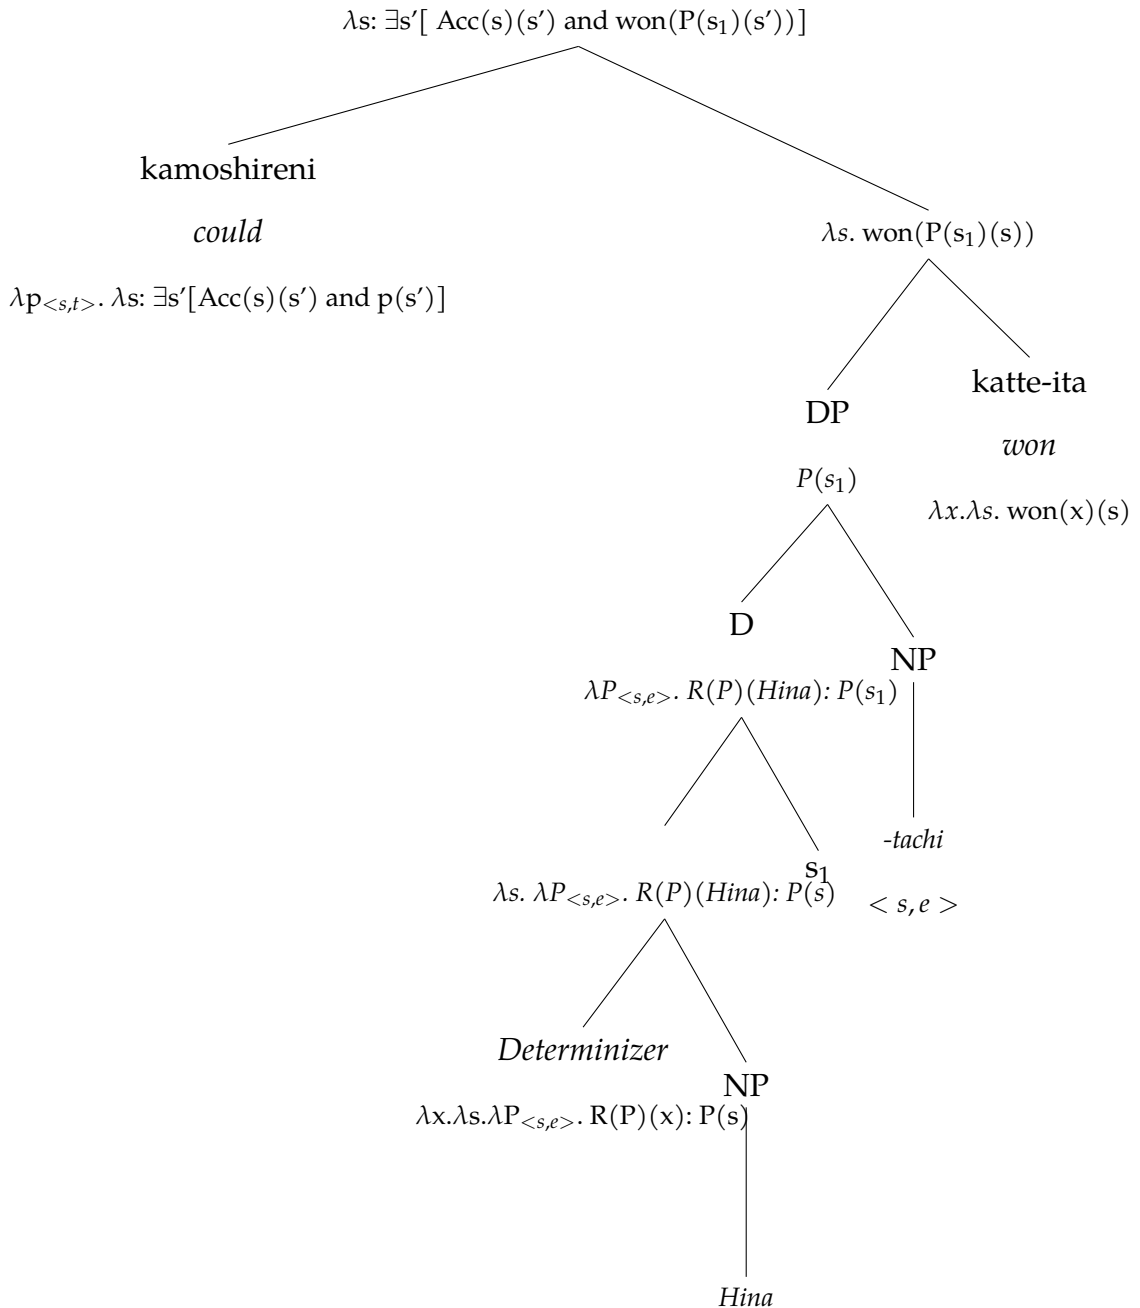 λs: ∃s′[ Acc(s)(s′) and won(P(s₁)(s′))]
kamoshireni
could
λp<s,t>. λs: ∃s′[Acc(s)(s′) and p(s′)]
λs. won(P(s₁)(s))
DP
P(s₁)
katte-ita
won
λx.λs. won(x)(s)
D
λP<s,e>. R(P)(Hina): P(s₁)
NP
-tachi
< s, e >
λs. λP<s,e>. R(P)(Hina): P(s)
s₁
Determinizer
λx.λs.λP<s,e>. R(P)(x): P(s)
NP
Hina